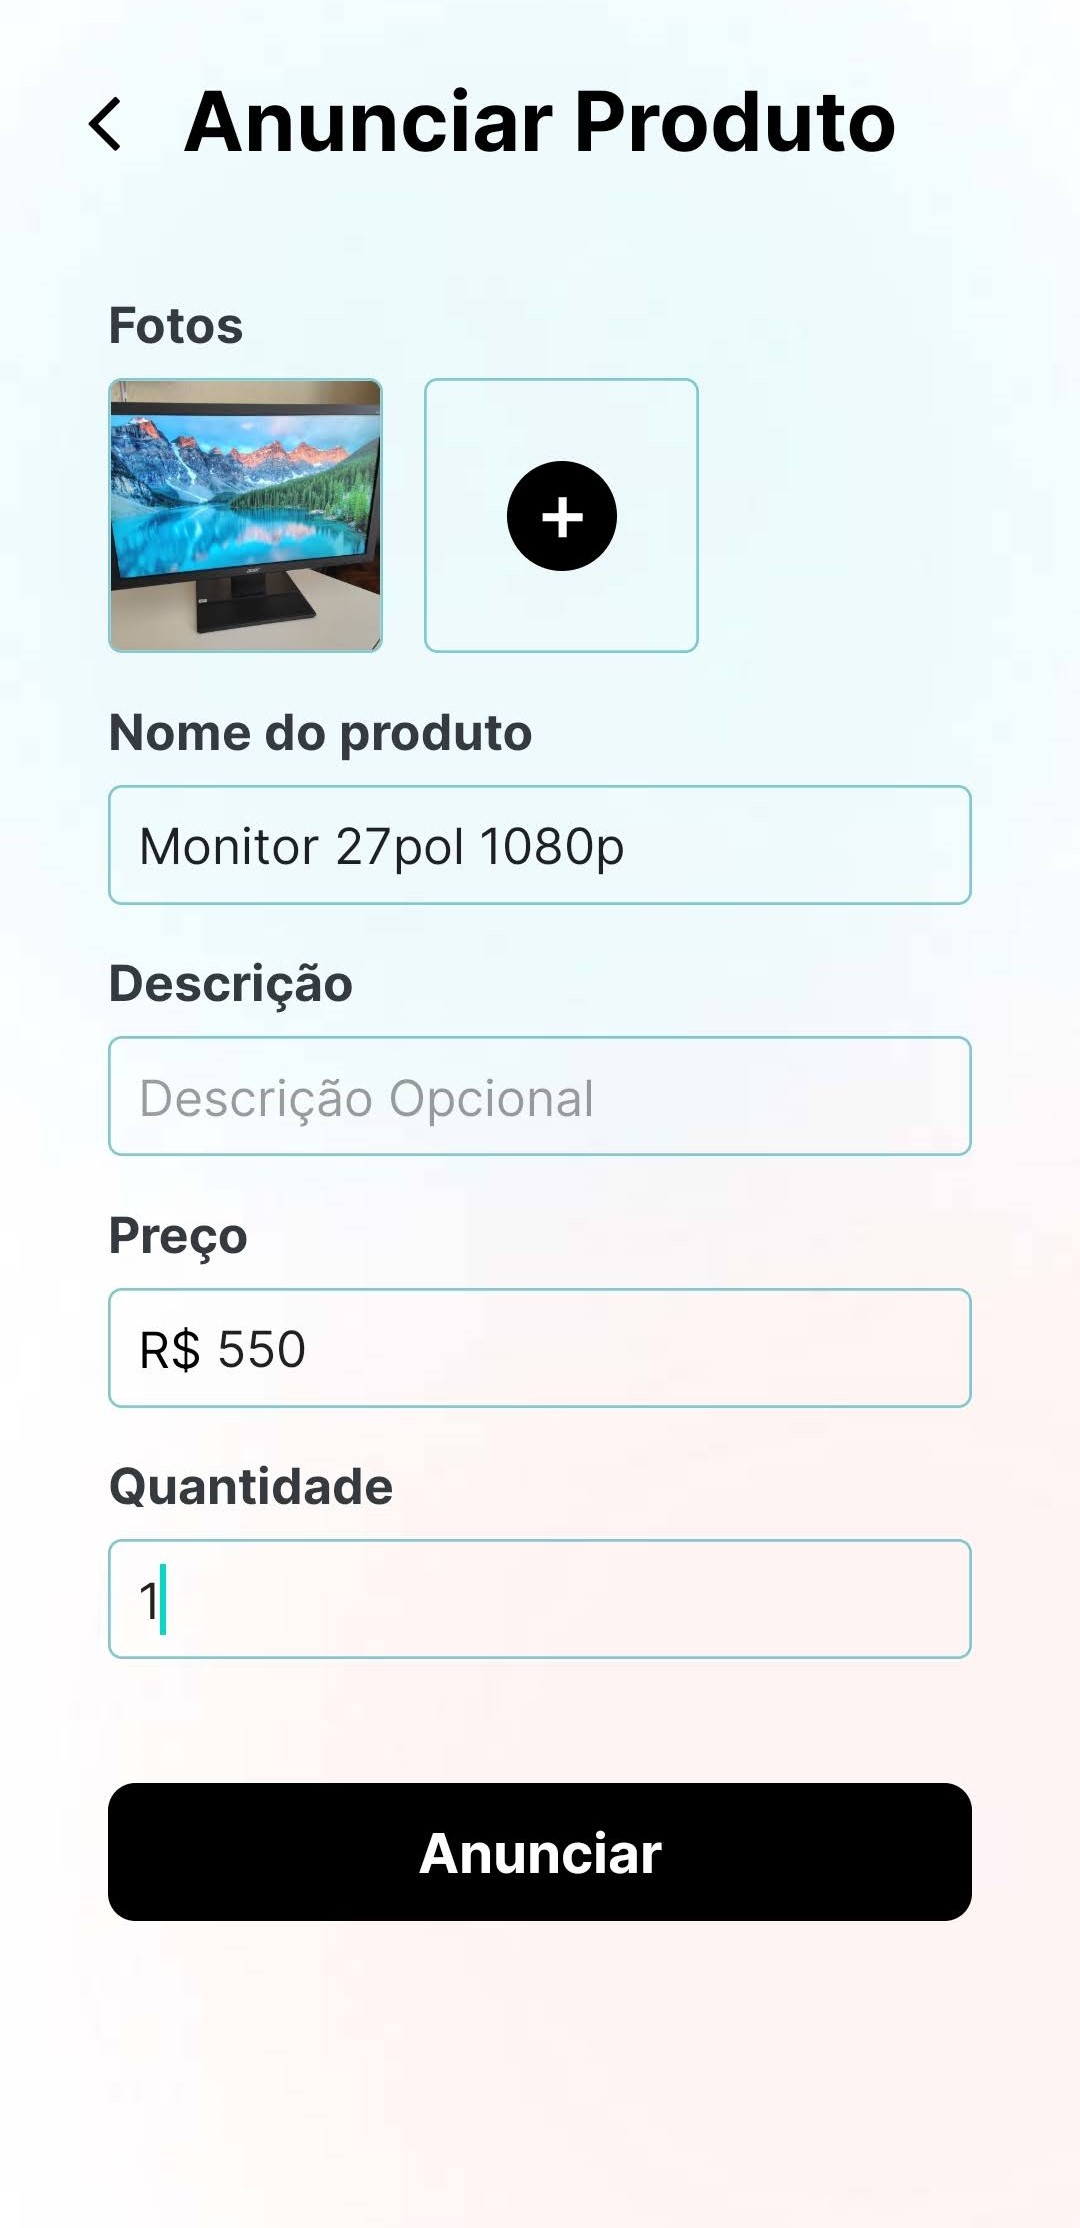 Anunciar Produto
Fotos
acer
Nome do produto
Monitor 27pol 1080p
Descrição
Descrição Opcional
Preço
R$ 550
Quantidade
1
Anunciar